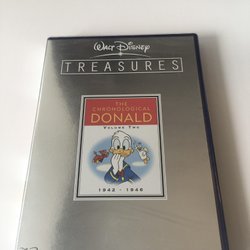 WALT DISNEY
TREASURES
THE CHRONOLOGICAL
DONALD
VOLUME TWO
1942 - 1946